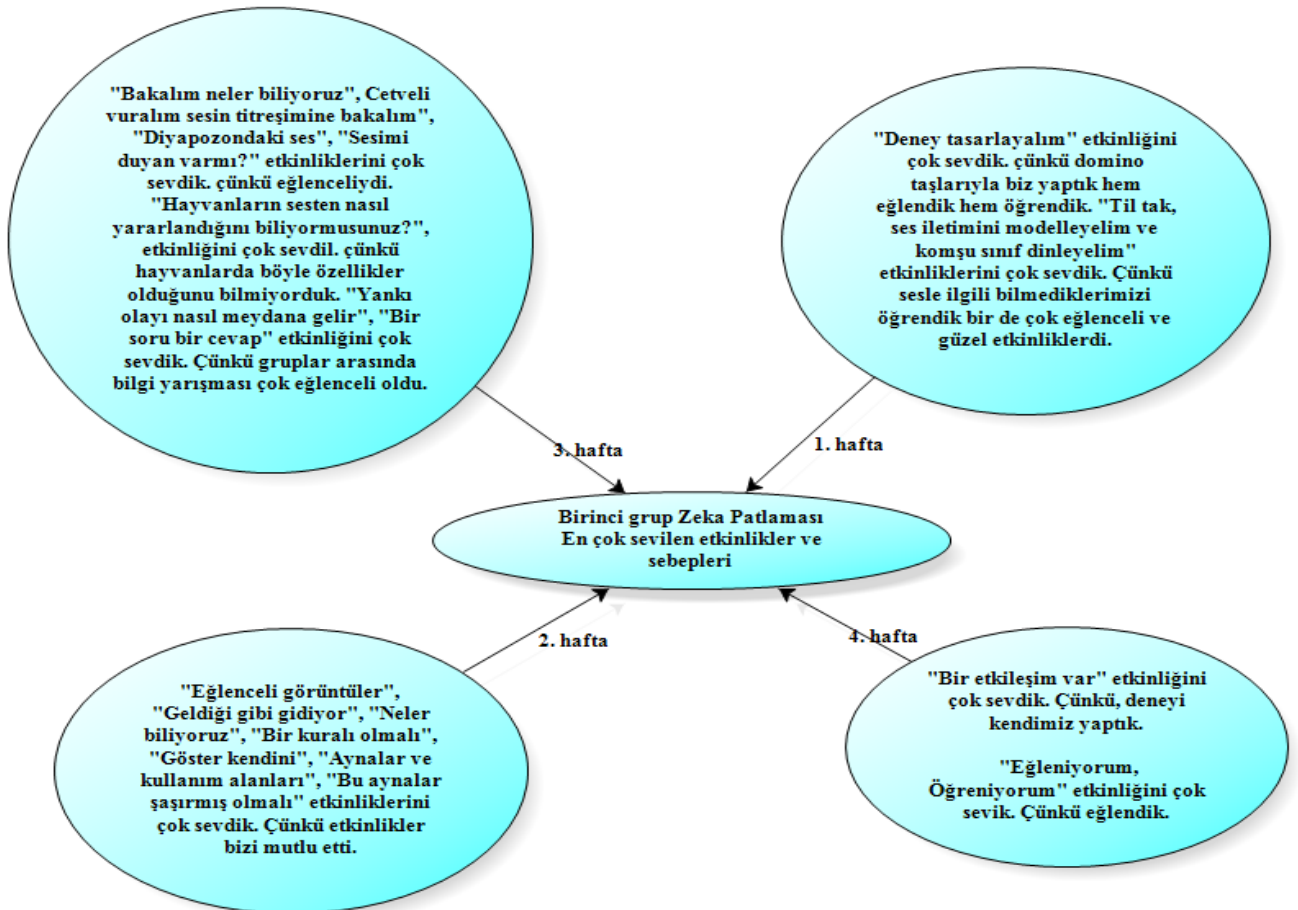 "Bakalım neler biliyoruz", Cetveli
vuralım sesin titreşimine bakalım",
"Diyapozondaki ses", "Sesimi
duyan varmı?" etkinliklerini çok
sevdik. çünkü eğlenceliydi.
"Hayvanların sesten nasıl
yararlandığını biliyormusunuz?",
etkinliğini çok sevdil. çünkü
hayvanlarda böyle özellikler
olduğunu bilmiyorduk. "Yankı
olayı nasıl meydana gelir", "Bir
soru bir cevap" etkinliğini çok
sevdik. Çünkü gruplar arasında
bilgi yarışması çok eğlenceli oldu.
"Deney tasarlayalım" etkinliğini
çok sevdik. çünkü domino
taşlarıyla biz yaptık hem
eğlendik hem öğrendik. "Til tak,
ses iletimini modelleyelim ve
komşu sınıf dinleyelim"
etkinliklerini çok sevdik. Çünkü
sesle ilgili bilmediklerimizi
öğrendik bir de çok eğlenceli ve
güzel etkinliklerdi.
3. hafta
1. hafta
Birinci grup Zeka Patlaması
En çok sevilen etkinlikler ve
sebepleri
2. hafta
4. hafta
"Eğlenceli görüntüler",
"Geldiği gibi gidiyor", "Neler
biliyoruz", "Bir kuralı olmalı",
"Göster kendini", "Aynalar ve
kullanım alanları", "Bu aynalar
şaşırmış olmalı" etkinliklerini
çok sevdik. Çünkü etkinlikler
bizi mutlu etti.
"Bir etkileşim var" etkinliğini
çok sevdik. Çünkü, deneyi
kendimiz yaptık.
"Eğleniyorum,
Öğreniyorum" etkinliğini çok
sevik. Çünkü eğlendik.